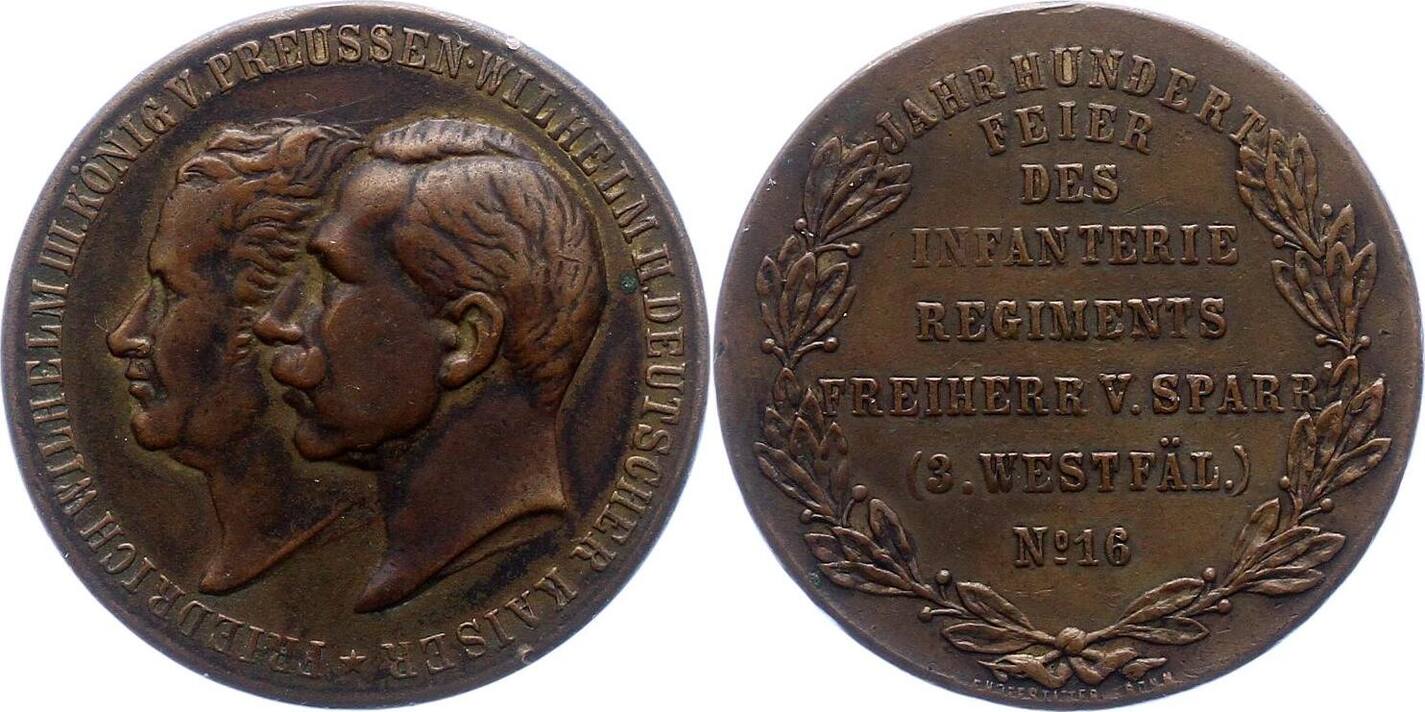 FRIEDRICH WILHELM III. KÖNIG V. PREUSSEN · WILHELM II. DEUTSCHER KAISER ★
JAHRHUNDERT
FEIER
DES
INFANTERIE
REGIMENTS
FREIHERR V. SPARR
(3. WESTFÄL.)
Nº 16